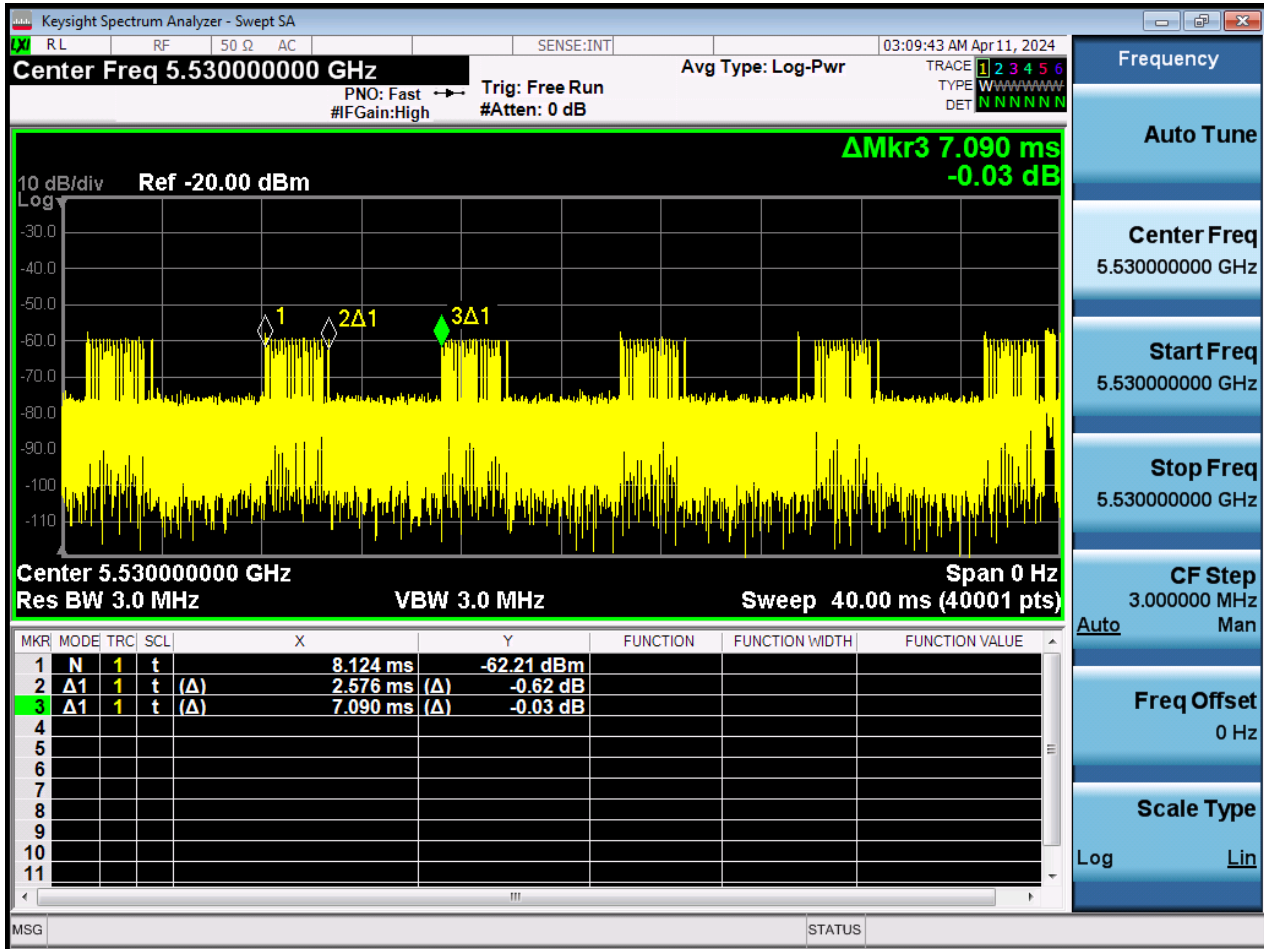 Keysight Spectrum Analyzer - Swept SA
LXI RL RF 50 Ω AC SENSE:INT 03:09:43 AM Apr 11, 2024
Center Freq 5.530000000 GHz Avg Type: Log-Pwr TRACE 1 2 3 4 5 6
PNO: Fast Trig: Free Run TYPE WWWWWW
#IFGain:High #Atten: 0 dB DET N N N N N N
ΔMkr3 7.090 ms
-0.03 dB
10 dB/div Ref -20.00 dBm
Log
-30.0
-40.0
-50.0
-60.0
-70.0
-80.0
-90.0
-100
-110
1 2Δ1 3Δ1
Center 5.530000000 GHz Span 0 Hz
Res BW 3.0 MHz VBW 3.0 MHz Sweep 40.00 ms (40001 pts)
MKR MODE TRC SCL X Y FUNCTION FUNCTION WIDTH FUNCTION VALUE
1 N 1 t 8.124 ms -62.21 dBm
2 Δ1 1 t (Δ) 2.576 ms (Δ) -0.62 dB
3 Δ1 1 t (Δ) 7.090 ms (Δ) -0.03 dB
4
5
6
7
8
9
10
11
MSG STATUS
Frequency
Auto Tune
Center Freq
5.530000000 GHz
Start Freq
5.530000000 GHz
Stop Freq
5.530000000 GHz
CF Step
3.000000 MHz
Auto Man
Freq Offset
0 Hz
Scale Type
Log Lin